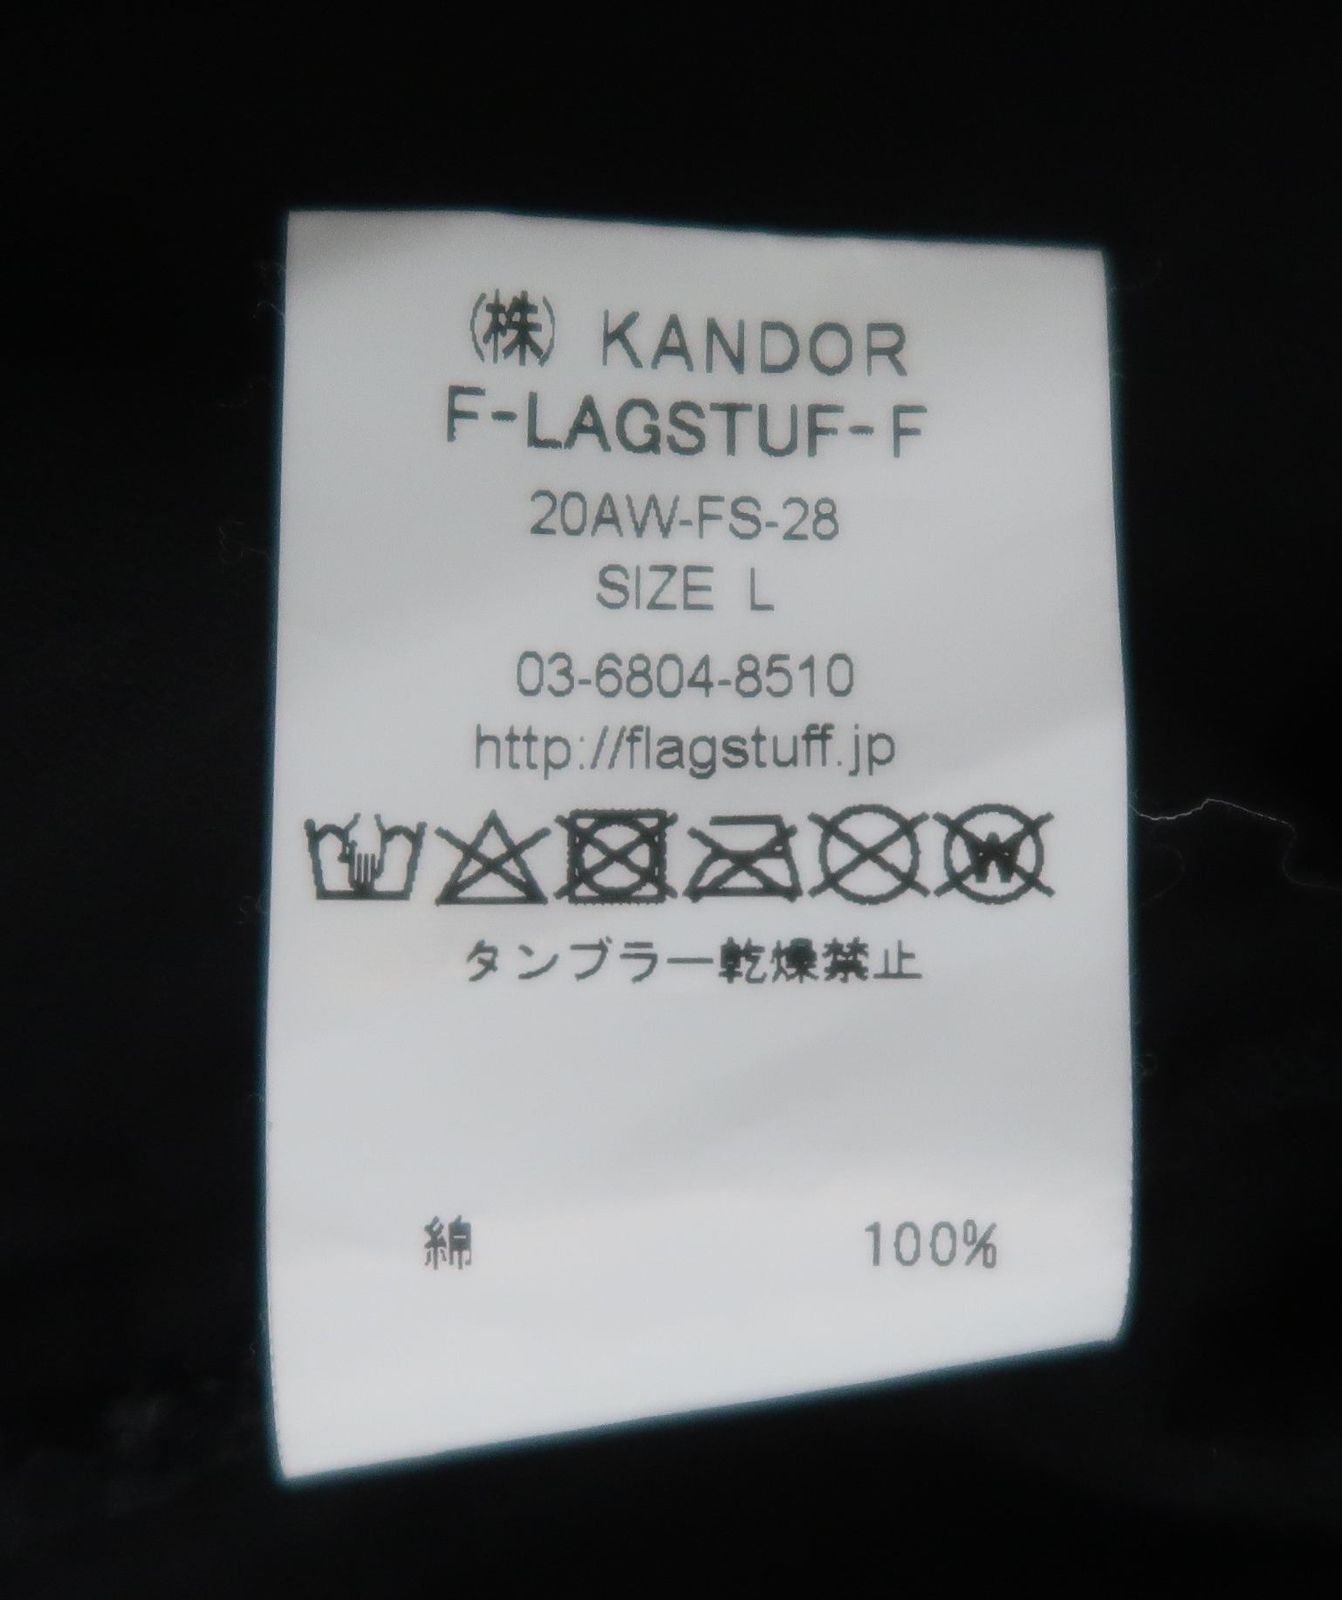 ㈱ KANDOR
F-LAGSTUF-F
20AW-FS-28
SIZE L
03-6804-8510
http://flagstuff.jp
W
タンブラー乾燥禁止
綿 100%